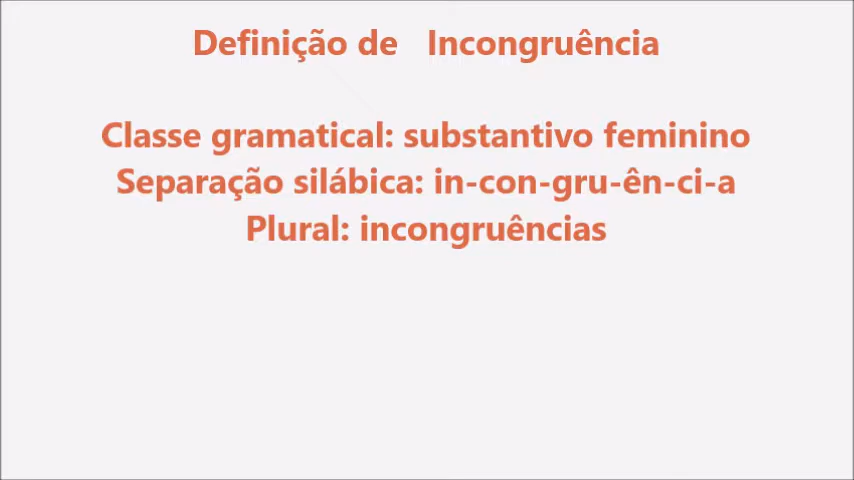 Definição de Incongruência
Classe gramatical: substantivo feminino
Separação silábica: in-con-gru-ên-ci-a
Plural: incongruências